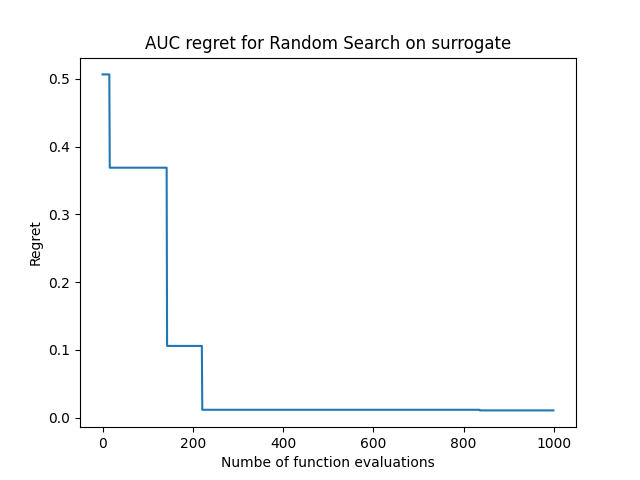 AUC regret for Random Search on surrogate
0.5
0.4
0.3
0.2
0.1
0.0
Regret
0 200 400 600 800 1000
Numbe of function evaluations